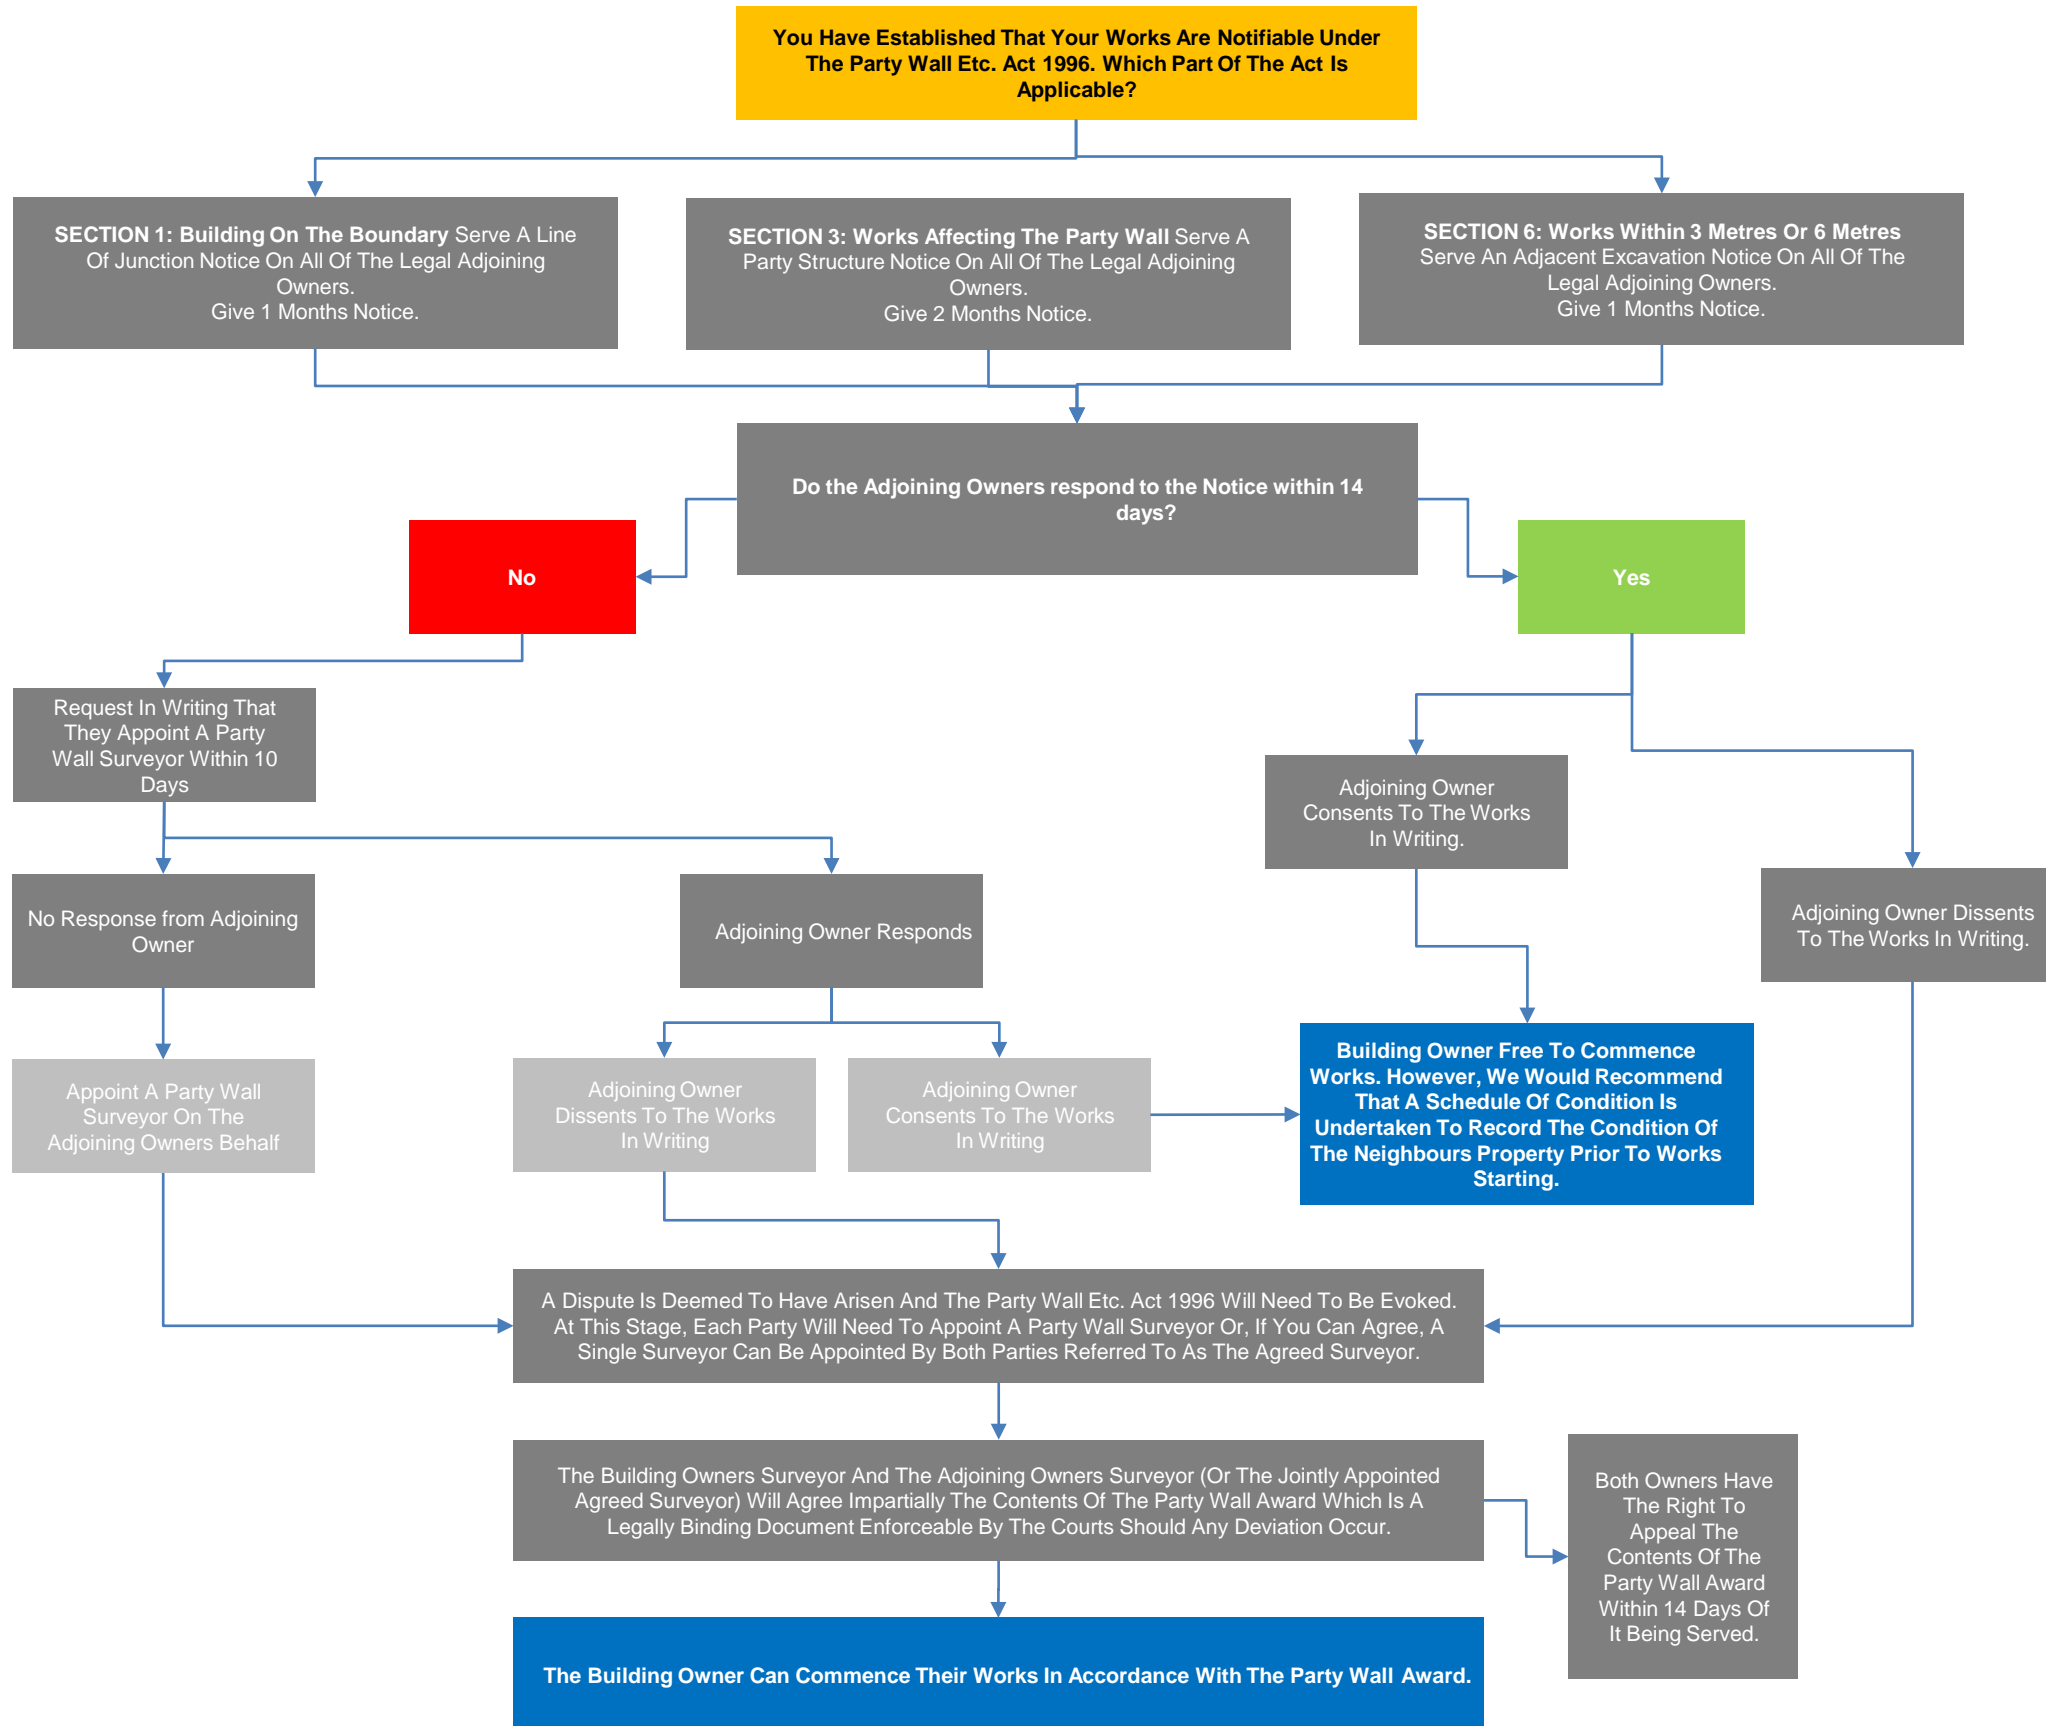 You Have Established That Your Works Are Notifiable Under
The Party Wall Etc. Act 1996. Which Part Of The Act Is
Applicable?
SECTION 1: Building On The Boundary Serve A Line
Of Junction Notice On All Of The Legal Adjoining
Owners.
Give 1 Months Notice.
SECTION 3: Works Affecting The Party Wall Serve A
Party Structure Notice On All Of The Legal Adjoining
Owners.
Give 2 Months Notice.
SECTION 6: Works Within 3 Metres Or 6 Metres
Serve An Adjacent Excavation Notice On All Of The
Legal Adjoining Owners.
Give 1 Months Notice.
Do the Adjoining Owners respond to the Notice within 14
days?
No
Yes
Request In Writing That
They Appoint A Party
Wall Surveyor Within 10
Days
Adjoining Owner
Consents To The Works
In Writing.
Adjoining Owner Dissents
To The Works In Writing.
No Response from Adjoining
Owner
Adjoining Owner Responds
Appoint A Party Wall
Surveyor On The
Adjoining Owners Behalf
Adjoining Owner
Dissents To The Works
In Writing
Adjoining Owner
Consents To The Works
In Writing
Building Owner Free To Commence
Works. However, We Would Recommend
That A Schedule Of Condition Is
Undertaken To Record The Condition Of
The Neighbours Property Prior To Works
Starting.
A Dispute Is Deemed To Have Arisen And The Party Wall Etc. Act 1996 Will Need To Be Evoked.
At This Stage, Each Party Will Need To Appoint A Party Wall Surveyor Or, If You Can Agree, A
Single Surveyor Can Be Appointed By Both Parties Referred To As The Agreed Surveyor.
The Building Owners Surveyor And The Adjoining Owners Surveyor (Or The Jointly Appointed
Agreed Surveyor) Will Agree Impartially The Contents Of The Party Wall Award Which Is A
Legally Binding Document Enforceable By The Courts Should Any Deviation Occur.
Both Owners Have
The Right To
Appeal The
Contents Of The
Party Wall Award
Within 14 Days Of
It Being Served.
The Building Owner Can Commence Their Works In Accordance With The Party Wall Award.